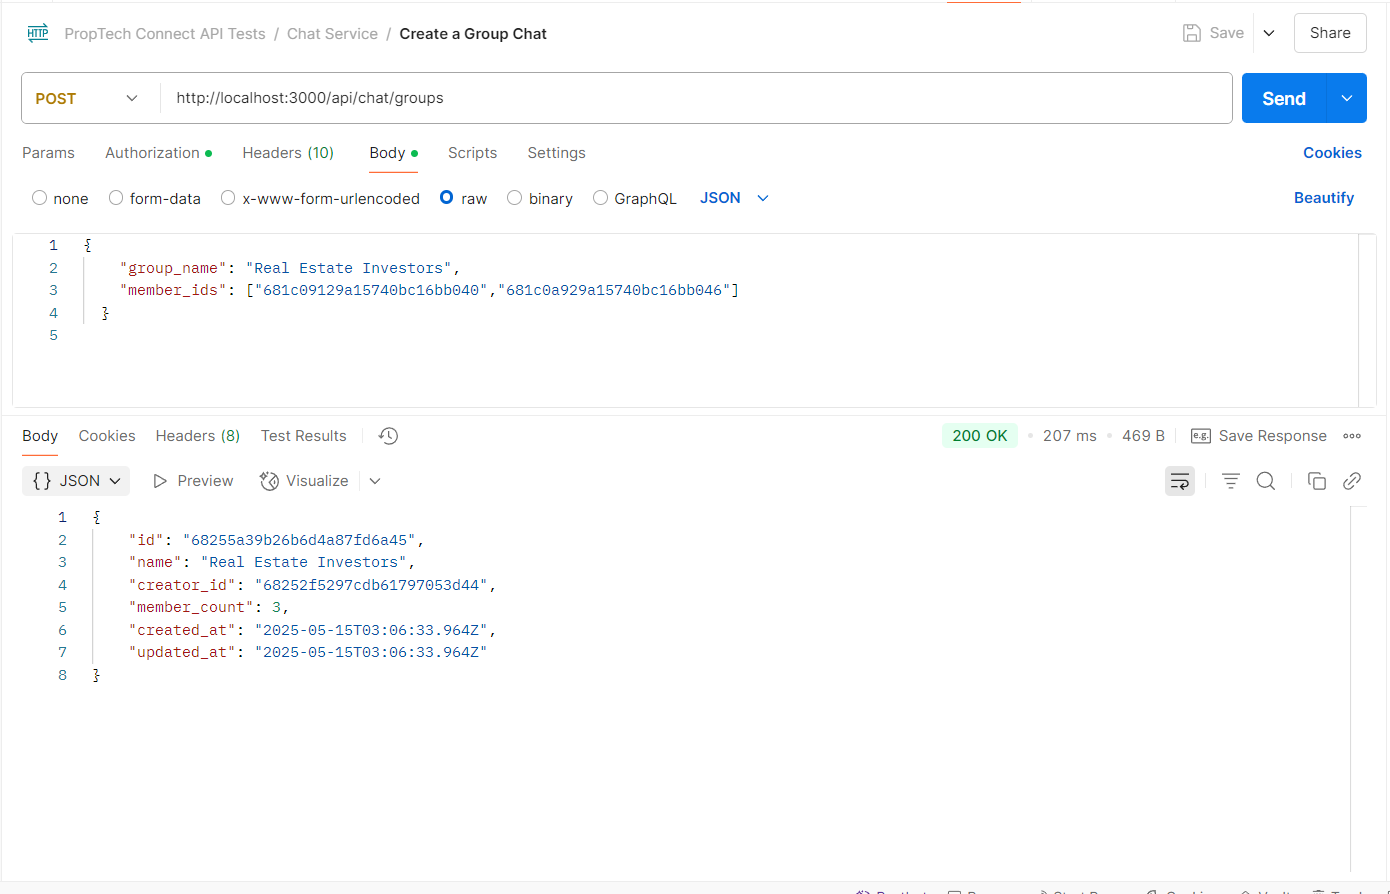 HTTP PropTech Connect API Tests / Chat Service / Create a Group Chat Save Share
POST http://localhost:3000/api/chat/groups Send
Params Authorization Headers (10) Body Scripts Settings Cookies
none form-data x-www-form-urlencoded raw binary GraphQL JSON Beautify
1 {
2 "group_name": "Real Estate Investors",
3 "member_ids": ["681c09129a15740bc16bb040","681c0a929a15740bc16bb046"]
4 }
5
Body Cookies Headers (8) Test Results 200 OK 207 ms 469 B e.g. Save Response
{} JSON Preview Visualize
1 {
2 "id": "68255a39b26b6d4a87fd6a45",
3 "name": "Real Estate Investors",
4 "creator_id": "68252f5297cdb61797053d44",
5 "member_count": 3,
6 "created_at": "2025-05-15T03:06:33.964Z",
7 "updated_at": "2025-05-15T03:06:33.964Z"
8 }